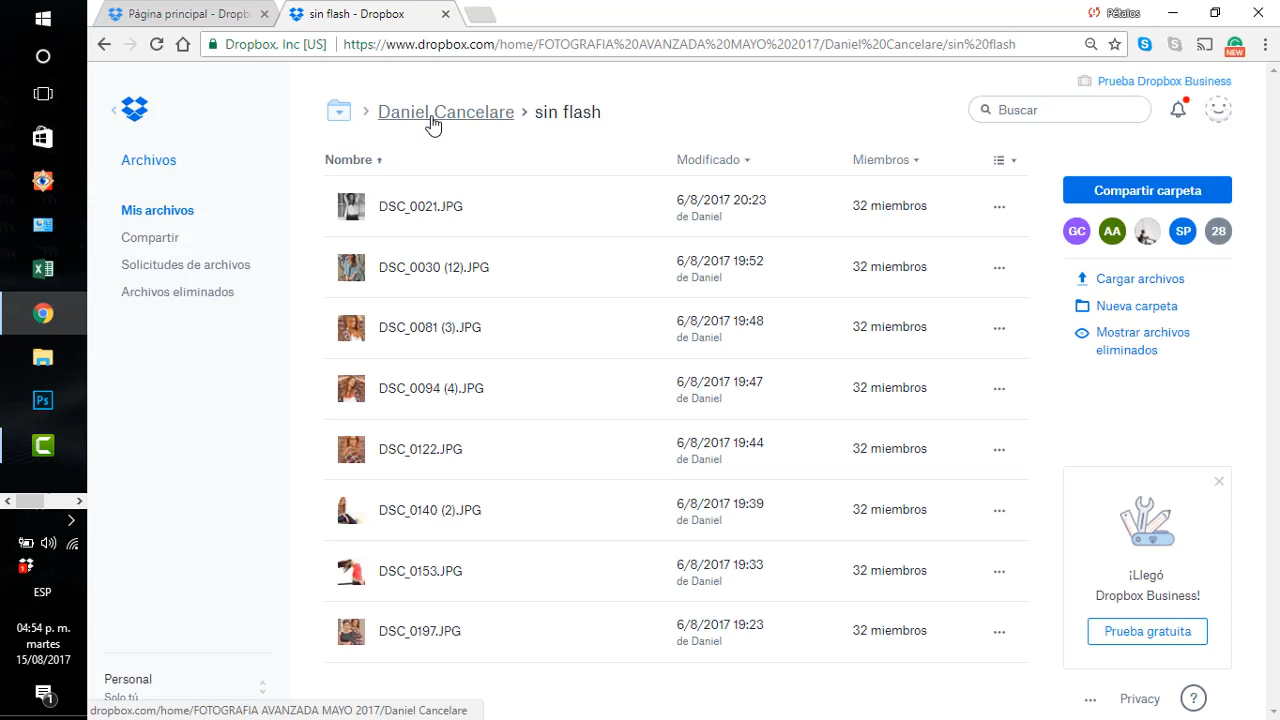 Página principal - Dropb
sin flash - Dropbox
Pétalos
Dropbox, Inc [US]
https://www.dropbox.com/home/FOTOGRAFIA%20AVANZADA%20MAYO%202017/Daniel%20Cancelare/sin%20flash
NEW
Prueba Dropbox Business
Daniel Cancelare › sin flash
Buscar
Archivos
Mis archivos
Compartir
Solicitudes de archivos
Archivos eliminados
Nombre
Modificado
Miembros
DSC_0021.JPG
6/8/2017 20:23
de Daniel
32 miembros
DSC_0030 (12).JPG
6/8/2017 19:52
de Daniel
32 miembros
DSC_0081 (3).JPG
6/8/2017 19:48
de Daniel
32 miembros
DSC_0094 (4).JPG
6/8/2017 19:47
de Daniel
32 miembros
DSC_0122.JPG
6/8/2017 19:44
de Daniel
32 miembros
DSC_0140 (2).JPG
6/8/2017 19:39
de Daniel
32 miembros
DSC_0153.JPG
6/8/2017 19:33
de Daniel
32 miembros
DSC_0197.JPG
6/8/2017 19:23
de Daniel
32 miembros
Compartir carpeta
GC
AA
SP
28
Cargar archivos
Nueva carpeta
Mostrar archivos
eliminados
¡Llegó
Dropbox Business!
Prueba gratuita
Privacy
?
Personal
Solo tú
dropbox.com/home/FOTOGRAFIA AVANZADA MAYO 2017/Daniel Cancelare
Ps
1
ESP
04:54 p. m.
martes
15/08/2017
1